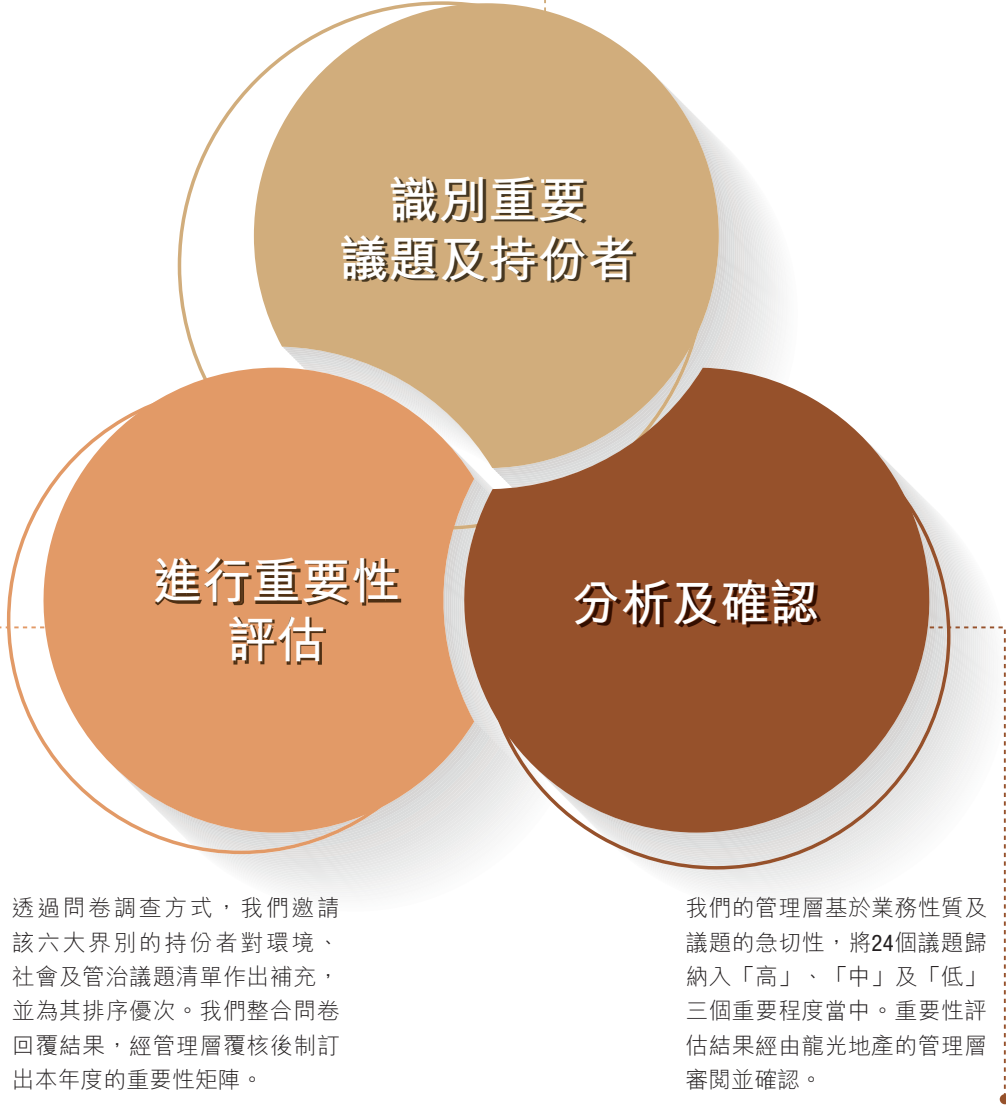 識別重要
議題及持份者
進行重要性
評估
分析及確認
透過問卷調查方式，我們邀請
該六大界別的持份者對環境、
社會及管治議題清單作出補充，
並為其排序優次。我們整合問卷
回覆結果，經管理層覆核後制訂
出本年度的重要性矩陣。
我們的管理層基於業務性質及
議題的急切性，將24個議題歸
納入「高」、「中」及「低」
三個重要程度當中。重要性評
估結果經由龍光地產的管理層
審閱並確認。